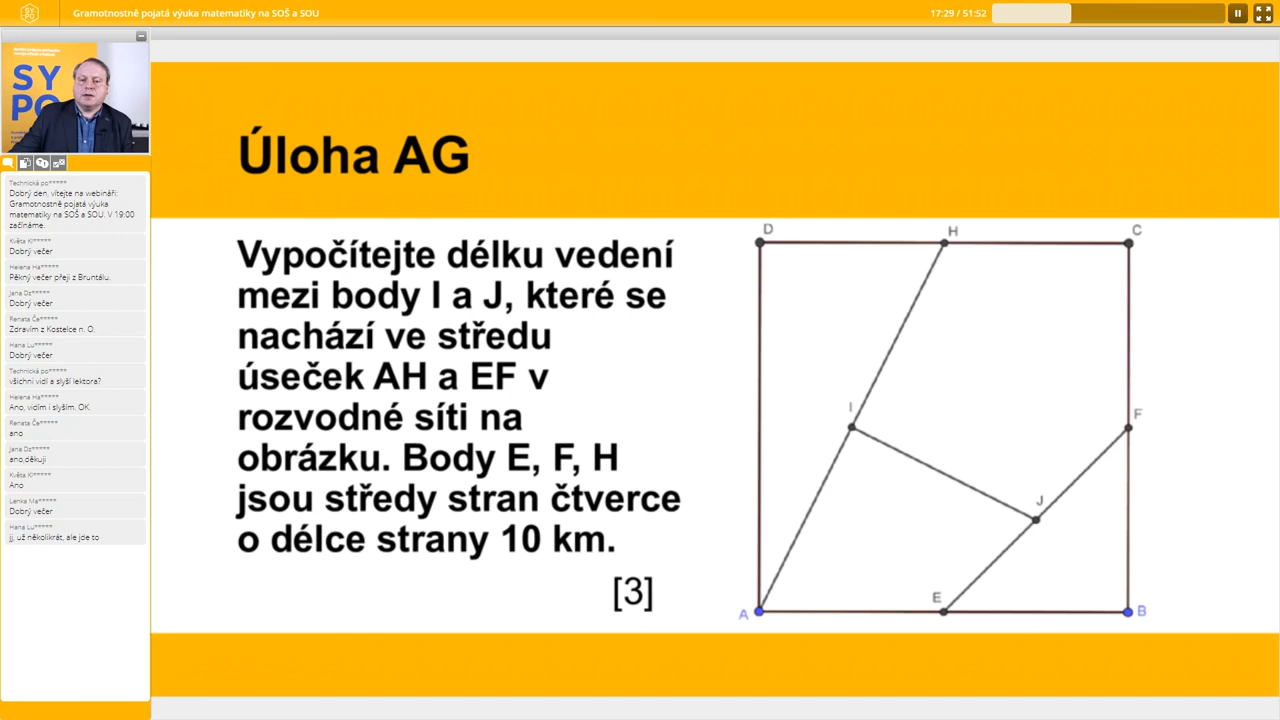 Gramotnostně pojatá výuka matematiky na SOŠ a SOU
17:29 / 51:52
SY
PO
Technická po*****
Dobrý den, vítejte na webináři:
Gramotnostně pojatá výuka
matematiky na SOŠ a SOU. V 19:00
začínáme.
Květa Kl*****
Dobrý večer
Helena Ha*****
Pěkný večer přeji z Bruntálu.
Jana Dz*****
Dobrý večer
Renata Če*****
Zdravím z Kostelce n. O.
Hana Lu*****
Dobrý večer
Technická po*****
všichni vidí a slyší lektora?
Helena Ha*****
Ano, vidím i slyším. OK.
Renata Če*****
ano
Jana Dz*****
ano,děkuji
Květa Kl*****
Ano
Lenka Ma*****
Dobrý večer
Hana Lu*****
jj, už několikrát, ale jde to
Úloha AG
Vypočítejte délku vedení
mezi body I a J, které se
nachází ve středu
úseček AH a EF v
rozvodné síti na
obrázku. Body E, F, H
jsou středy stran čtverce
o délce strany 10 km.
[3]
D
H
C
I
F
J
E
A
B